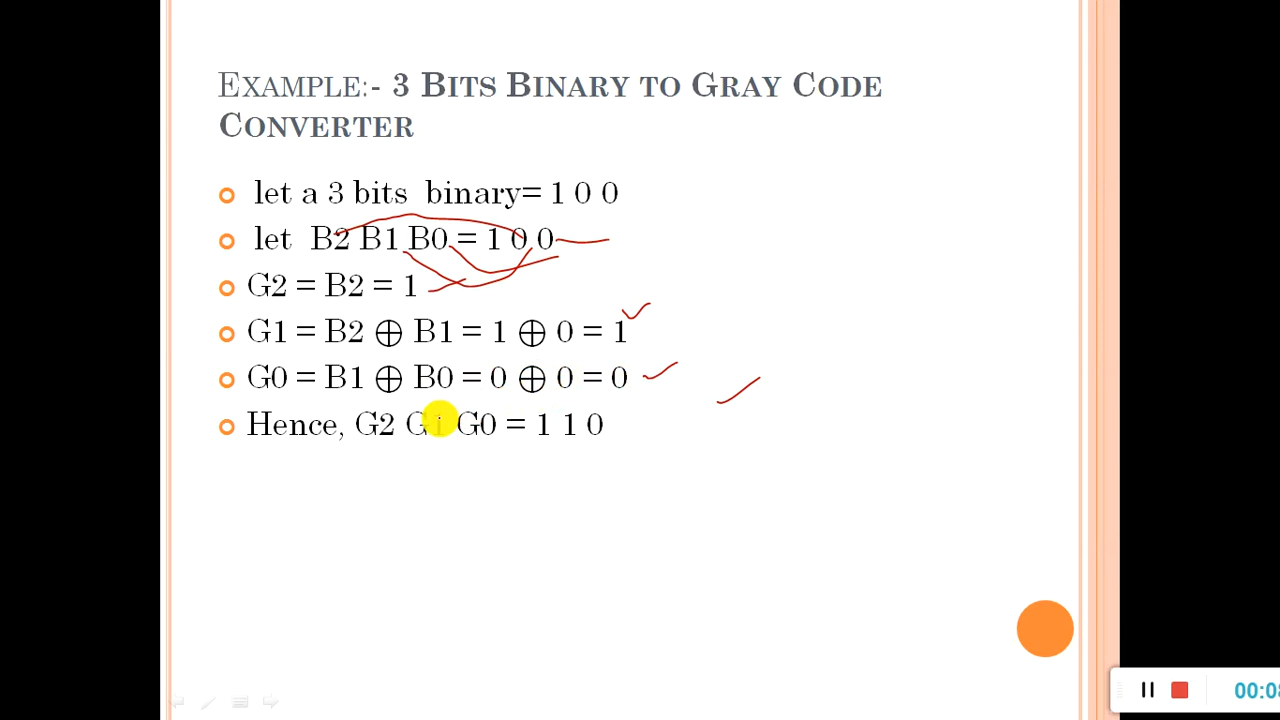 EXAMPLE:- 3 BITS BINARY TO GRAY CODE
CONVERTER
let a 3 bits binary= 1 0 0
let B2 B1 B0 = 1 0 0
G2 = B2 = 1
G1 = B2 ⊕ B1 = 1 ⊕ 0 = 1
G0 = B1 ⊕ B0 = 0 ⊕ 0 = 0
Hence, G2 G1 G0 = 1 1 0